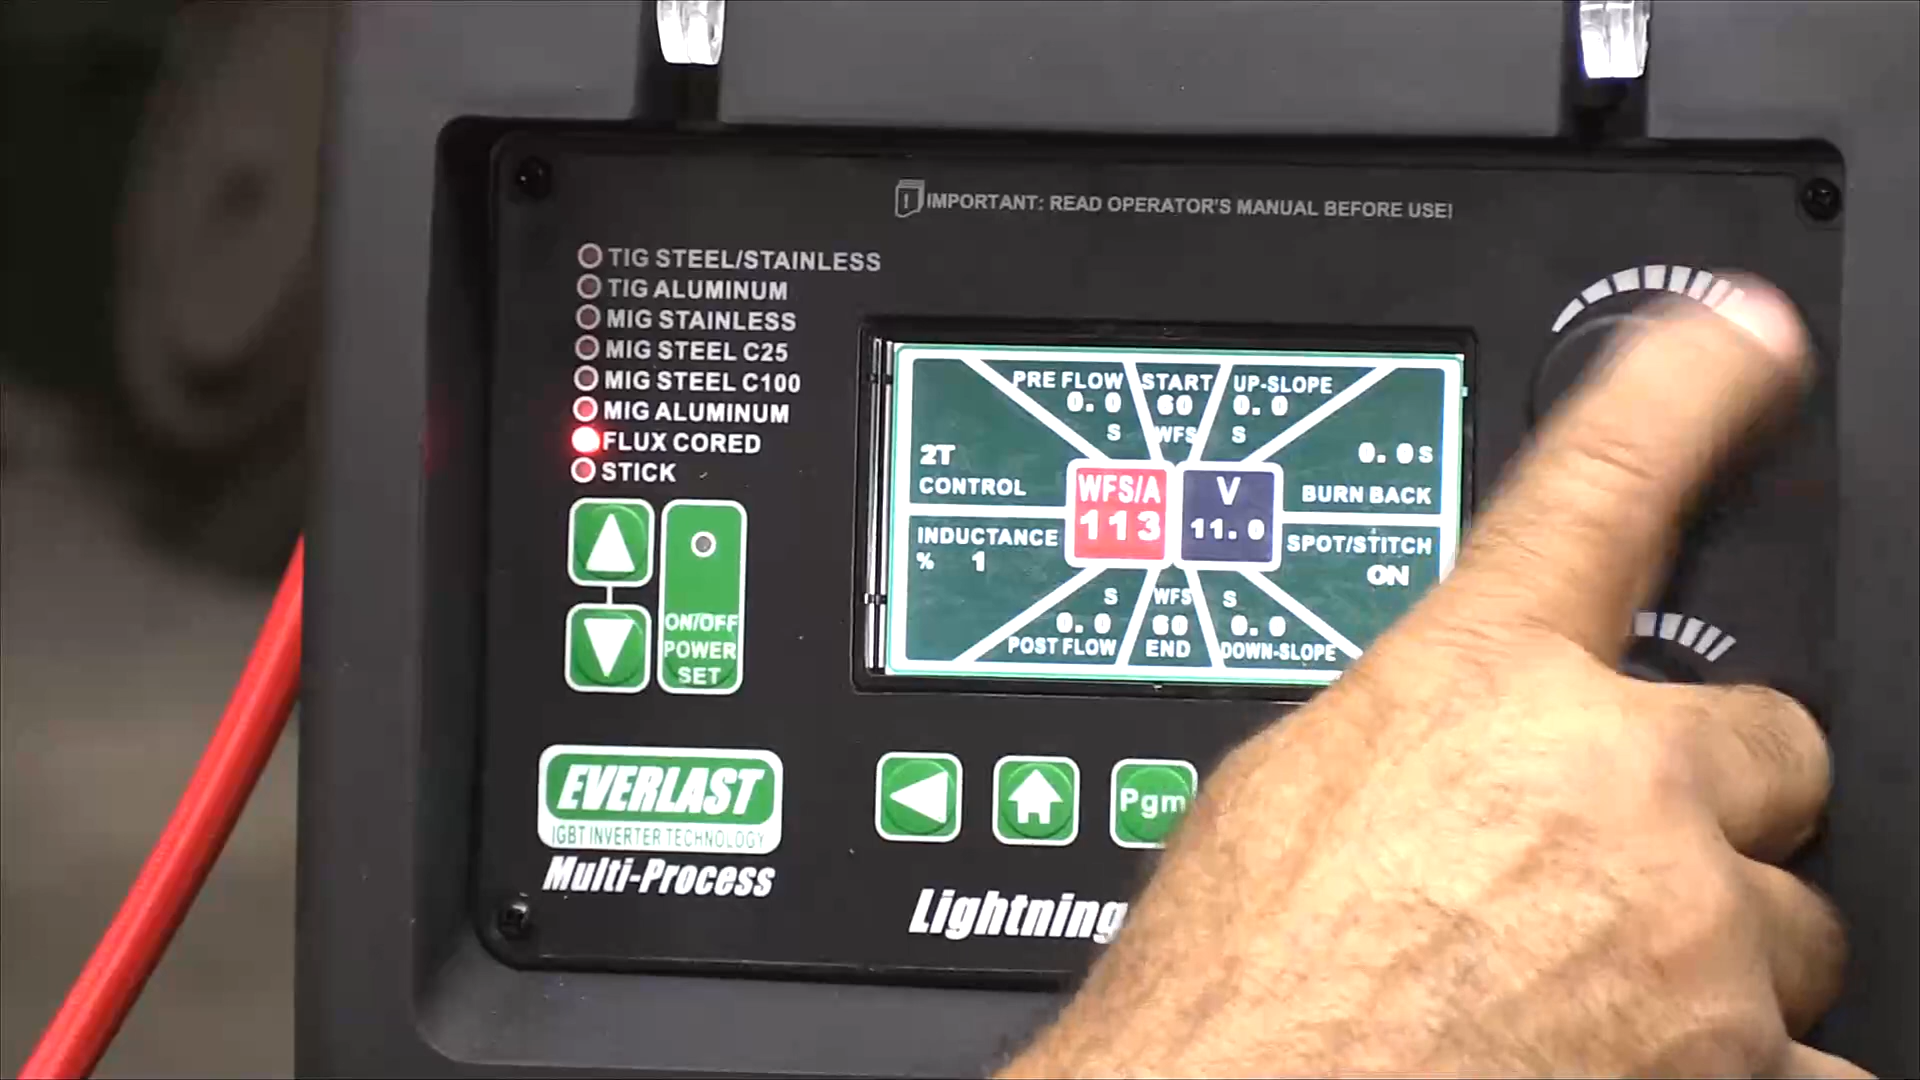 IMPORTANT: READ OPERATOR'S MANUAL BEFORE USE!
TIG STEEL/STAINLESS
TIG ALUMINUM
MIG STAINLESS
MIG STEEL C25
MIG STEEL C100
MIG ALUMINUM
FLUX CORED
STICK
ON/OFF
POWER
SET
PRE FLOW
0.0
S
START
60
WFS
UP-SLOPE
0.0
S
2T
CONTROL
0.0S
BURN BACK
WFS/A
113
V
11.0
INDUCTANCE
% 1
SPOT/STITCH
ON
S
0.0
POST FLOW
WFS
60
END
S
0.0
DOWN-SLOPE
EVERLAST
IGBT INVERTER TECHNOLOGY
Multi-Process
Pgm
Lightning